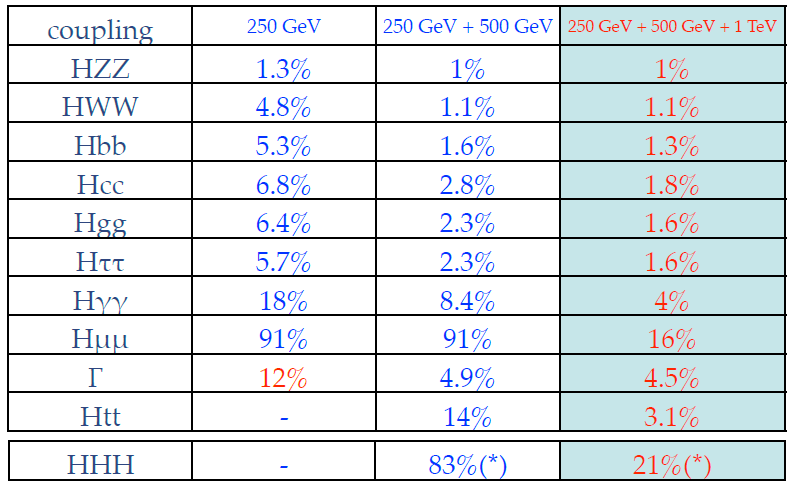 coupling 250 GeV 250 GeV + 500 GeV 250 GeV + 500 GeV + 1 TeV
HZZ 1.3% 1% 1%
HWW 4.8% 1.1% 1.1%
Hbb 5.3% 1.6% 1.3%
Hcc 6.8% 2.8% 1.8%
Hgg 6.4% 2.3% 1.6%
Hττ 5.7% 2.3% 1.6%
Hγγ 18% 8.4% 4%
Hμμ 91% 91% 16%
Γ 12% 4.9% 4.5%
Htt - 14% 3.1%
HHH - 83%(*) 21%(*)